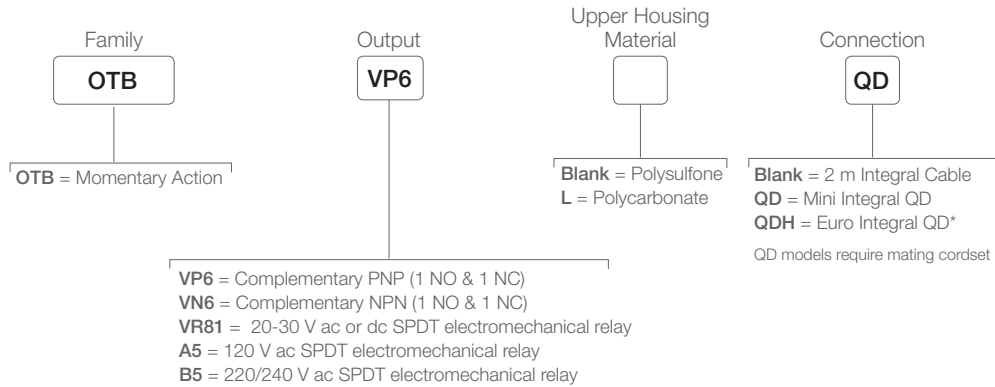 Family
OTB
OTB = Momentary Action
Output
VP6
VP6 = Complementary PNP (1 NO & 1 NC)
VN6 = Complementary NPN (1 NO & 1 NC)
VR81 = 20-30 V ac or dc SPDT electromechanical relay
A5 = 120 V ac SPDT electromechanical relay
B5 = 220/240 V ac SPDT electromechanical relay
Upper Housing
Material
Blank = Polysulfone
L = Polycarbonate
Connection
QD
Blank = 2 m Integral Cable
QD = Mini Integral QD
QDH = Euro Integral QD*
QD models require mating cordset